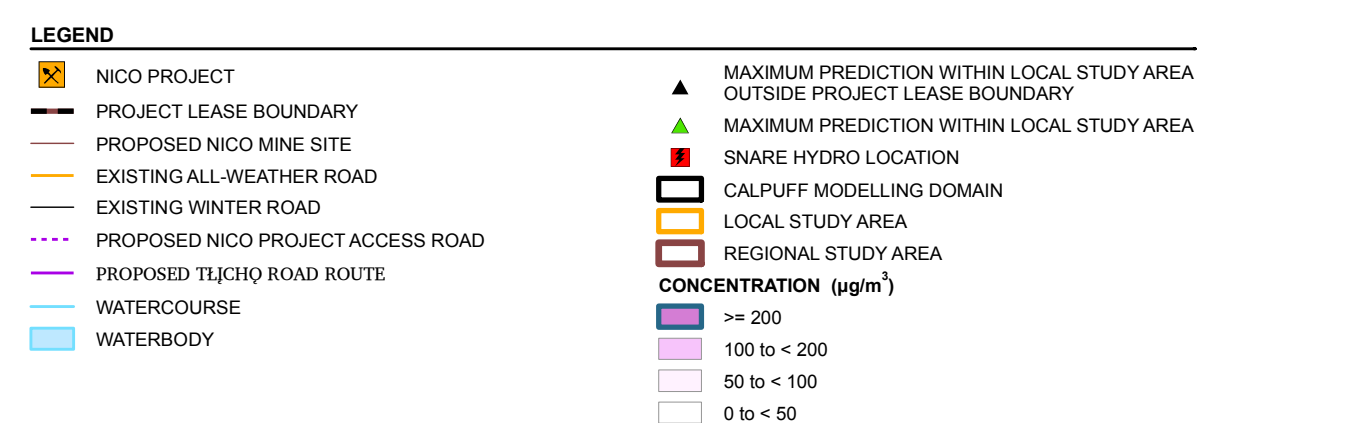 LEGEND
NICO PROJECT
PROJECT LEASE BOUNDARY
PROPOSED NICO MINE SITE
EXISTING ALL-WEATHER ROAD
EXISTING WINTER ROAD
PROPOSED NICO PROJECT ACCESS ROAD
PROPOSED TŁĮCHǪ ROAD ROUTE
WATERCOURSE
WATERBODY
MAXIMUM PREDICTION WITHIN LOCAL STUDY AREA
OUTSIDE PROJECT LEASE BOUNDARY
MAXIMUM PREDICTION WITHIN LOCAL STUDY AREA
SNARE HYDRO LOCATION
CALPUFF MODELLING DOMAIN
LOCAL STUDY AREA
REGIONAL STUDY AREA
CONCENTRATION (µg/m³)
>= 200
100 to < 200
50 to < 100
0 to < 50